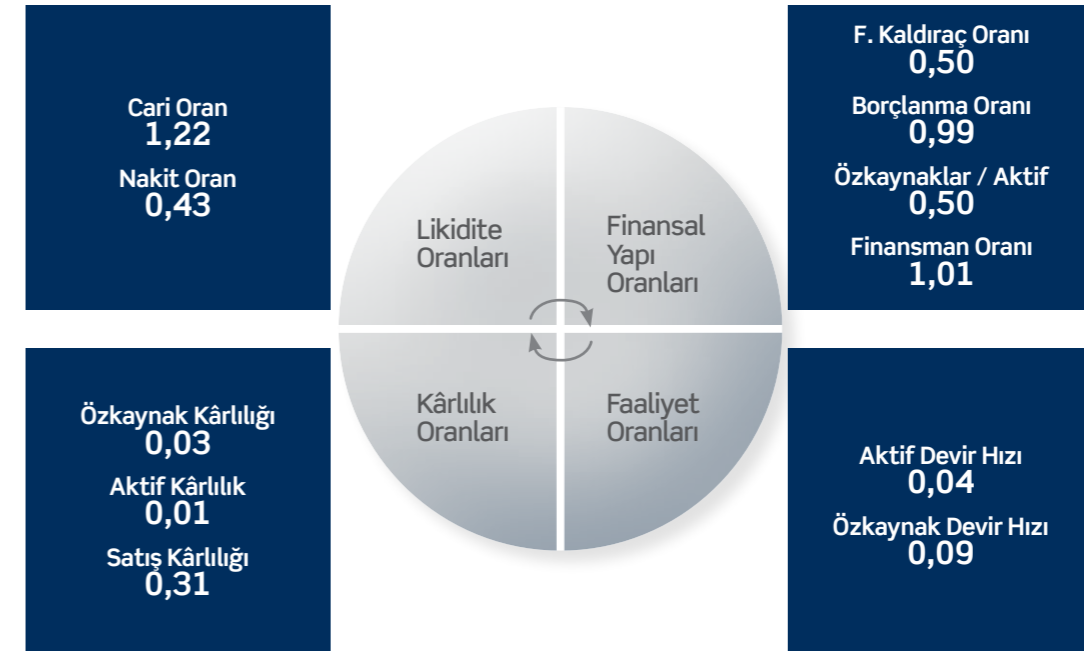 Cari Oran
1,22
Nakit Oran
0,43
F. Kaldıraç Oranı
0,50
Borçlanma Oranı
0,99
Özkaynaklar / Aktif
0,50
Finansman Oranı
1,01
Likidite
Oranları
Finansal
Yapı
Oranları
Kârlılık
Oranları
Faaliyet
Oranları
Özkaynak Kârlılığı
0,03
Aktif Kârlılık
0,01
Satış Kârlılığı
0,31
Aktif Devir Hızı
0,04
Özkaynak Devir Hızı
0,09